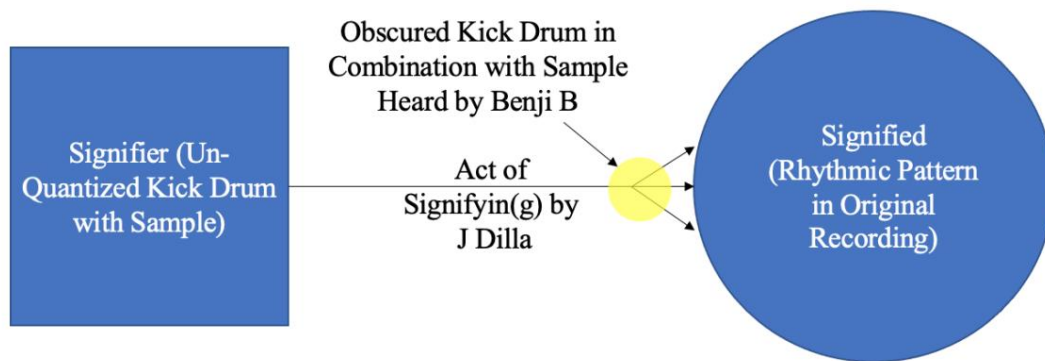 Obscured Kick Drum in
Combination with Sample
Heard by Benji B
Signifier (Un-
Quantized Kick Drum
with Sample)
Act of
Signifyin(g) by
J Dilla
Signified
(Rhythmic Pattern
in Original
Recording)